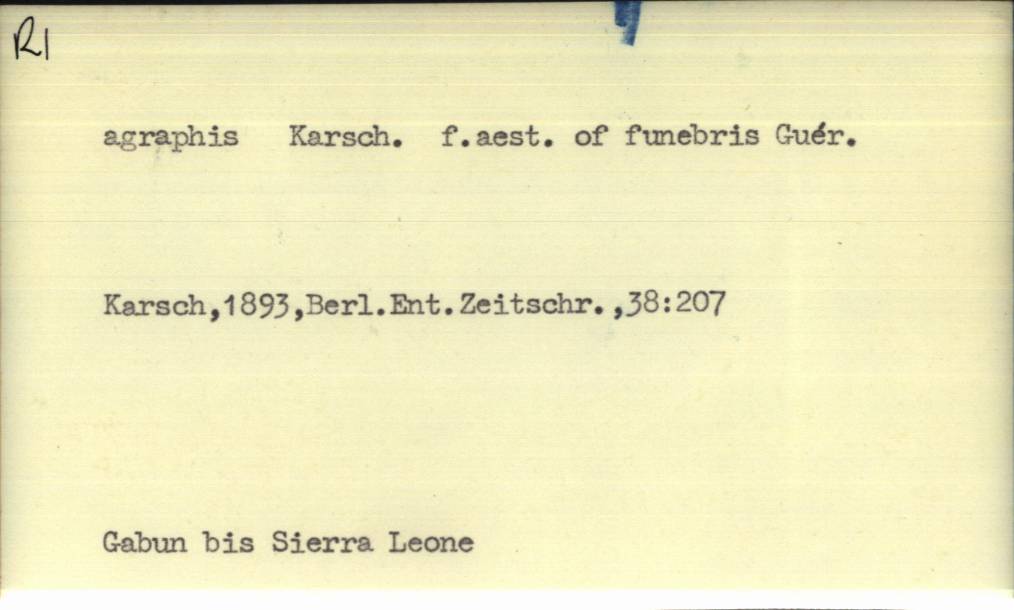 R1
agraphis Karsch. f.aest. of funebris Guér.
Karsch,1893,Berl.Ent.Zeitschr.,38:207
Gabun bis Sierra Leone